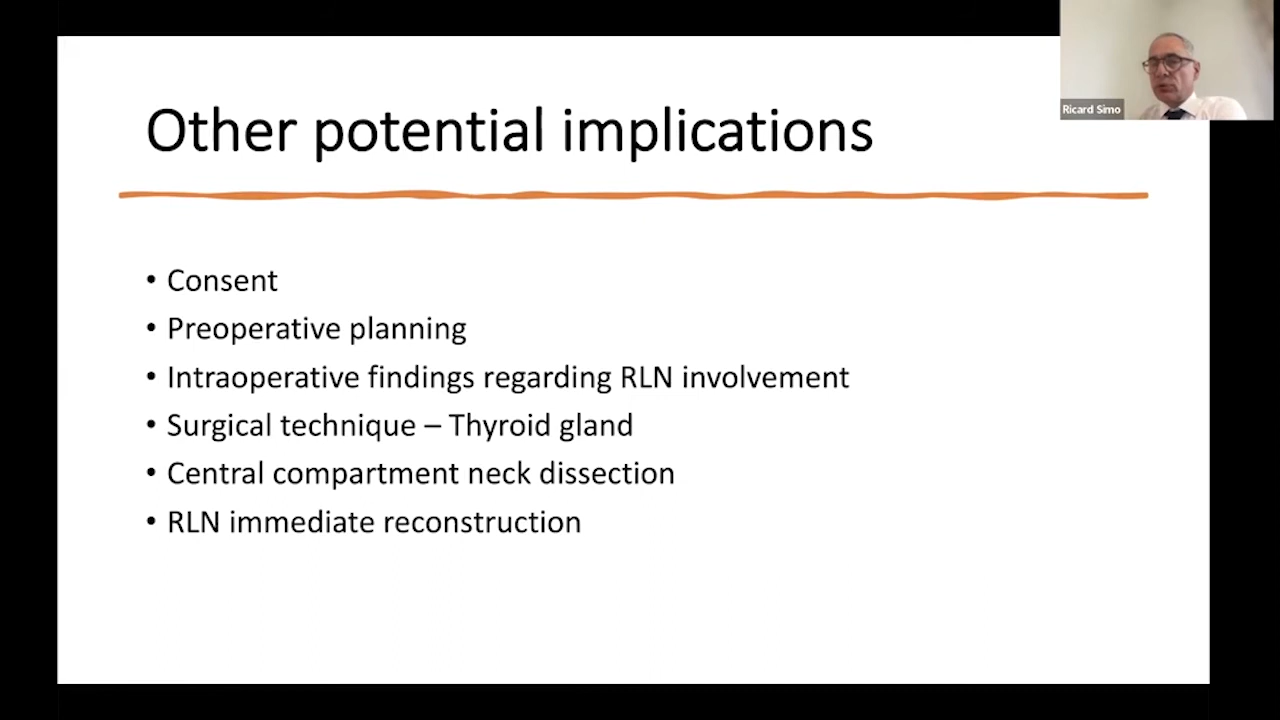 Other potential implications
Ricard Simo
• Consent
• Preoperative planning
• Intraoperative findings regarding RLN involvement
• Surgical technique – Thyroid gland
• Central compartment neck dissection
• RLN immediate reconstruction